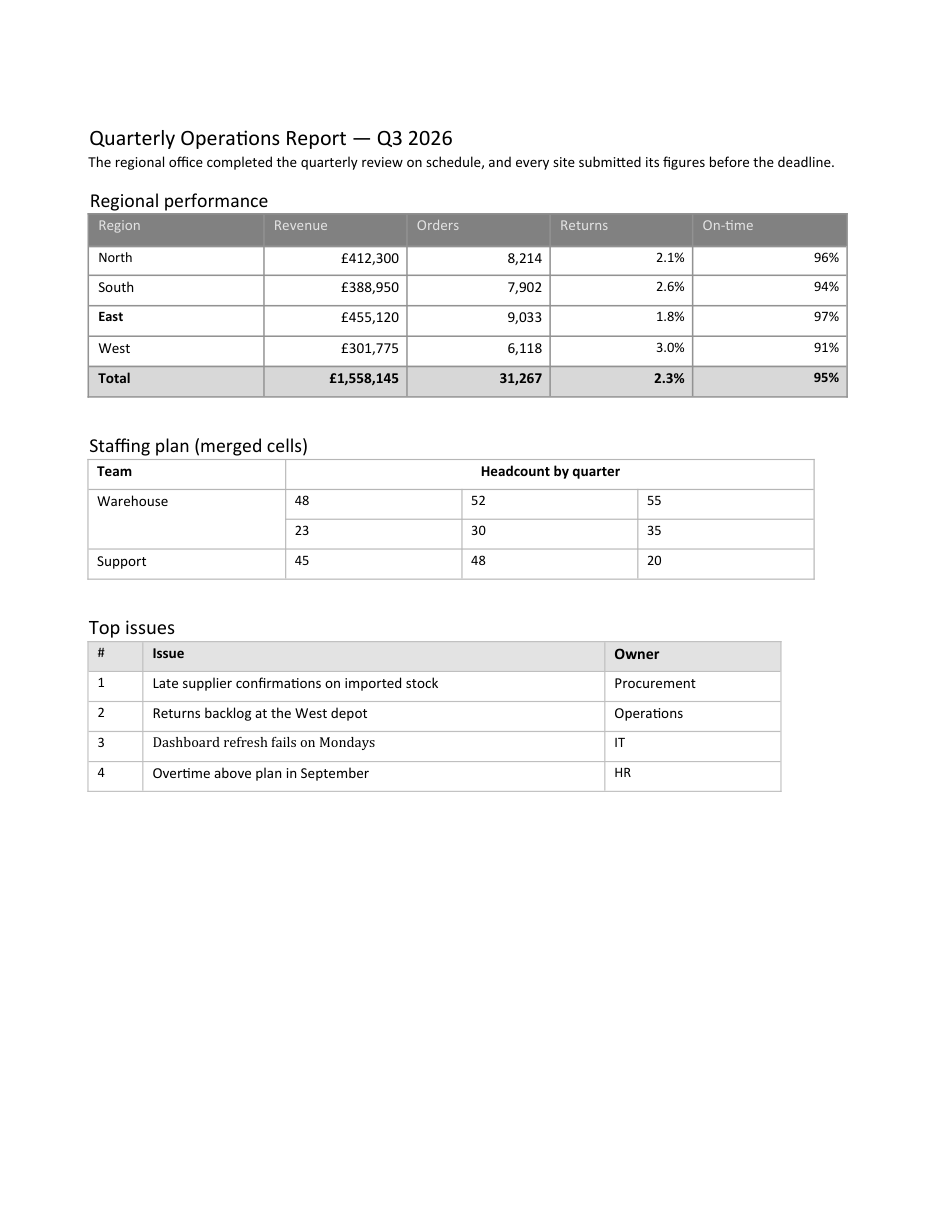 Quarterly Operations Report — Q3 2026
The regional office completed the quarterly review on schedule, and every site submitted its figures before the deadline.
Regional performance
Region Revenue Orders Returns On-time
North £412,300 8,214 2.1% 96%
South £388,950 7,902 2.6% 94%
East £455,120 9,033 1.8% 97%
West £301,775 6,118 3.0% 91%
Total £1,558,145 31,267 2.3% 95%
Staffing plan (merged cells)
Team Headcount by quarter
Warehouse 48 52 55
23 30 35
Support 45 48 20
Top issues
# Issue Owner
1 Late supplier confirmations on imported stock Procurement
2 Returns backlog at the West depot Operations
3 Dashboard refresh fails on Mondays IT
4 Overtime above plan in September HR